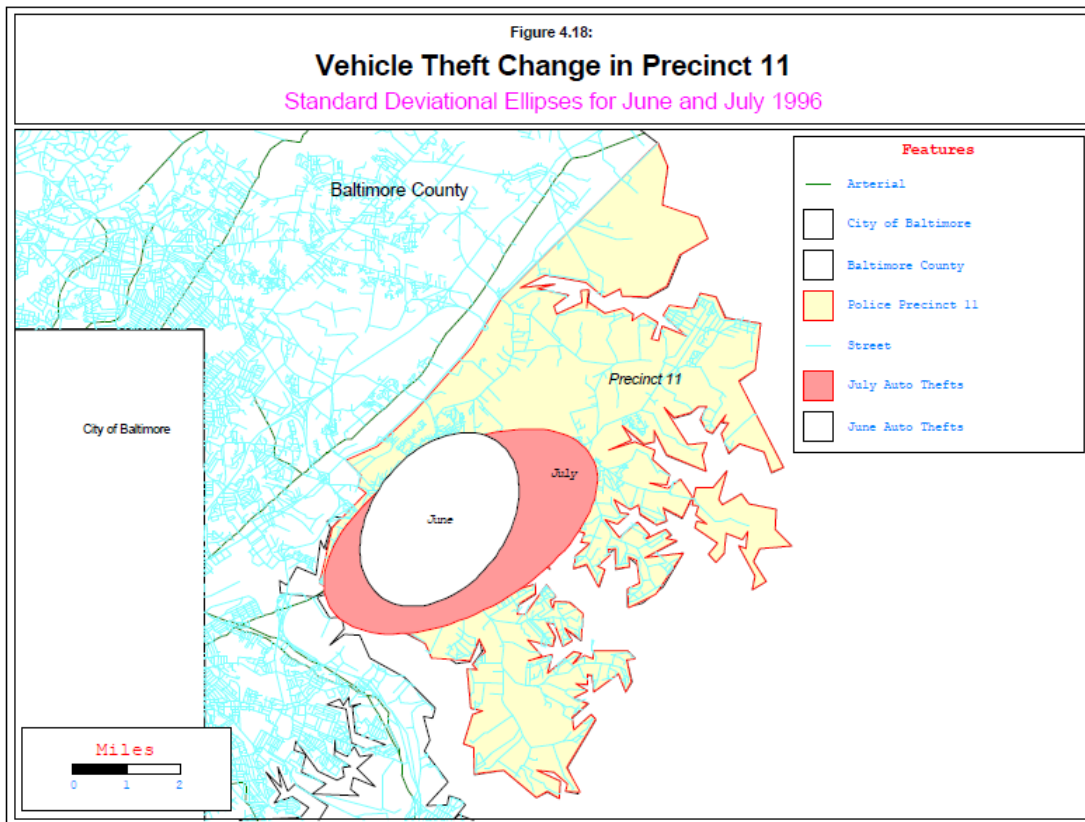 Figure 4.18:
Vehicle Theft Change in Precinct 11
Standard Deviational Ellipses for June and July 1996
Baltimore County
Precinct 11
City of Baltimore
July
June
Features
Arterial
City of Baltimore
Baltimore County
Police Precinct 11
Street
July Auto Thefts
June Auto Thefts
Miles
0 1 2